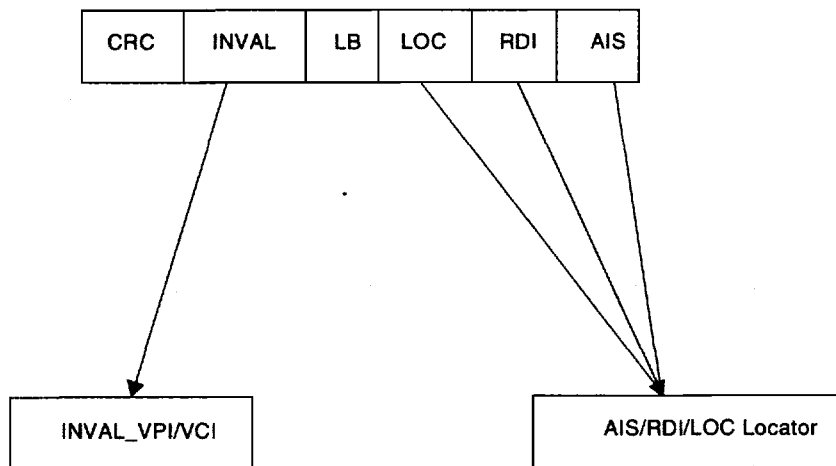 CRC INVAL LB LOC RDI AIS
INVAL_VPI/VCI AIS/RDI/LOC Locator